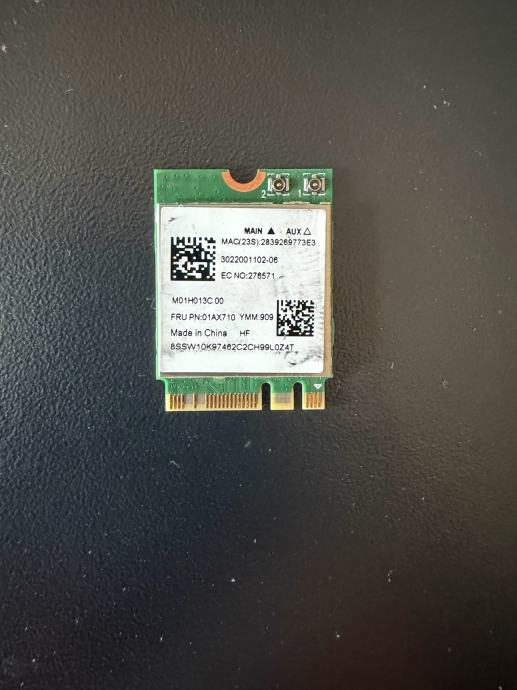 2 1
MAIN ▲ AUX △
MAC(23S):2839269773E3
3022001102-06
EC NO:276571
M01H013C.00
FRU PN:01AX710 YMM:909
Made in China HF
8SSW10K97462C2CH99L0Z4T